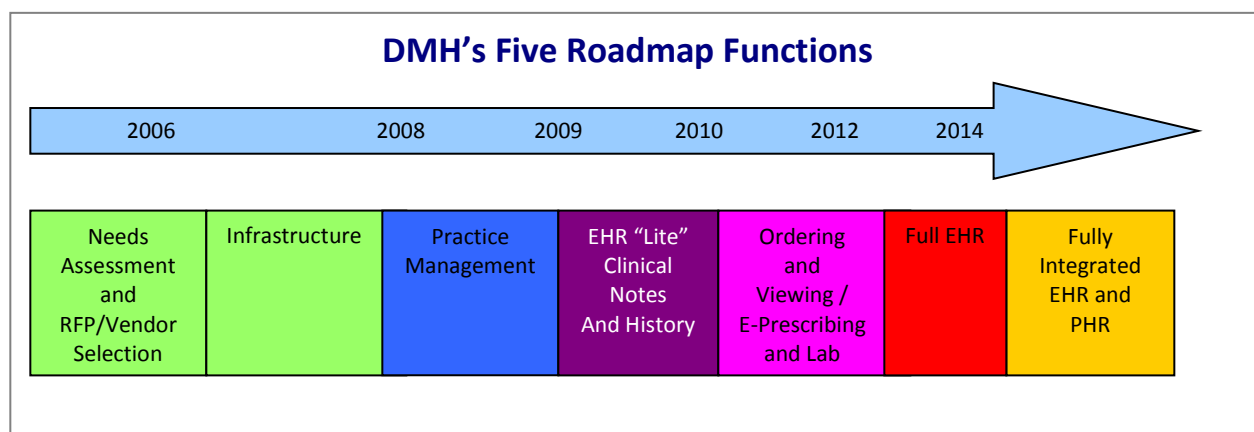 DMH’s Five Roadmap Functions
2006 2008 2009 2010 2012 2014
Needs
Assessment
and
RFP/Vendor
Selection
Infrastructure
Practice
Management
EHR “Lite”
Clinical
Notes
And History
Ordering
and
Viewing /
E-Prescribing
and Lab
Full EHR
Fully
Integrated
EHR and
PHR